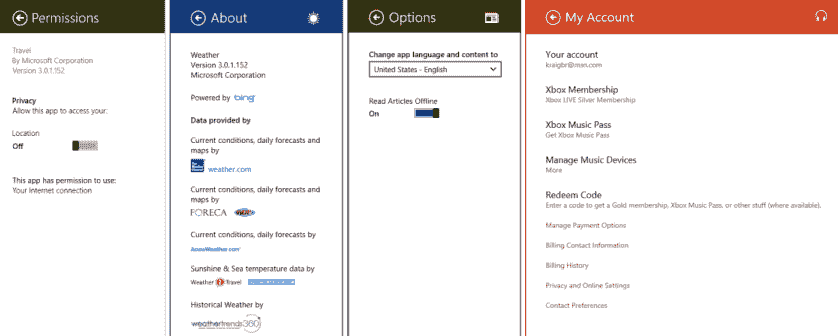 Permissions
Travel
By Microsoft Corporation
Version 3.0.1.152
Privacy
Allow this app to access your:
Location
Off
This app has permission to use:
Your Internet connection
About
Weather
Version 3.0.1.152
Microsoft Corporation
Powered by bing
Data provided by
Current conditions, daily forecasts and
maps by
weather.com
Current conditions, daily forecasts and
maps by
FORECA
Current conditions, daily forecasts by
AccuWeather.com
Sunshine & Sea temperature data by
Weather2Travel
Historical Weather by
weathertrends360
Options
Change app language and content to
United States - English
Read Articles Offline
On
My Account
Your account
kraigbr@msn.com
Xbox Membership
Xbox LIVE Silver Membership
Xbox Music Pass
Get Xbox Music Pass
Manage Music Devices
More
Redeem Code
Enter a code to get a Gold membership, Xbox Music Pass, or other stuff (where available).
Manage Payment Options
Billing Contact Information
Billing History
Privacy and Online Settings
Contact Preferences